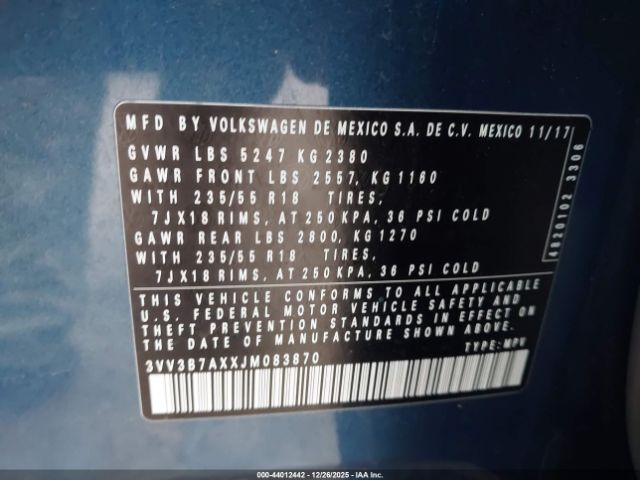 MFD BY VOLKSWAGEN DE MEXICO S.A. DE C.V. MEXICO 11/17
GVWR LBS 5247 KG 2380
GAWR FRONT LBS 2557, KG 1160
WITH 235/55 R18 TIRES,
7JX18 RIMS, AT 250 KPA, 36 PSI COLD
GAWR REAR LBS 2800, KG 1270
WITH 235/55 R18 TIRES,
7JX18 RIMS, AT 250 KPA, 36 PSI COLD
4820102 3306
THIS VEHICLE CONFORMS TO ALL APPLICABLE
U.S. FEDERAL MOTOR VEHICLE SAFETY AND
THEFT PREVENTION STANDARDS IN EFFECT ON
THE DATE OF MANUFACTURE SHOWN ABOVE.
3VV3B7AXXJM083870 TYPE: MPV
000-44012442 - 12/26/2025 - IAA Inc.